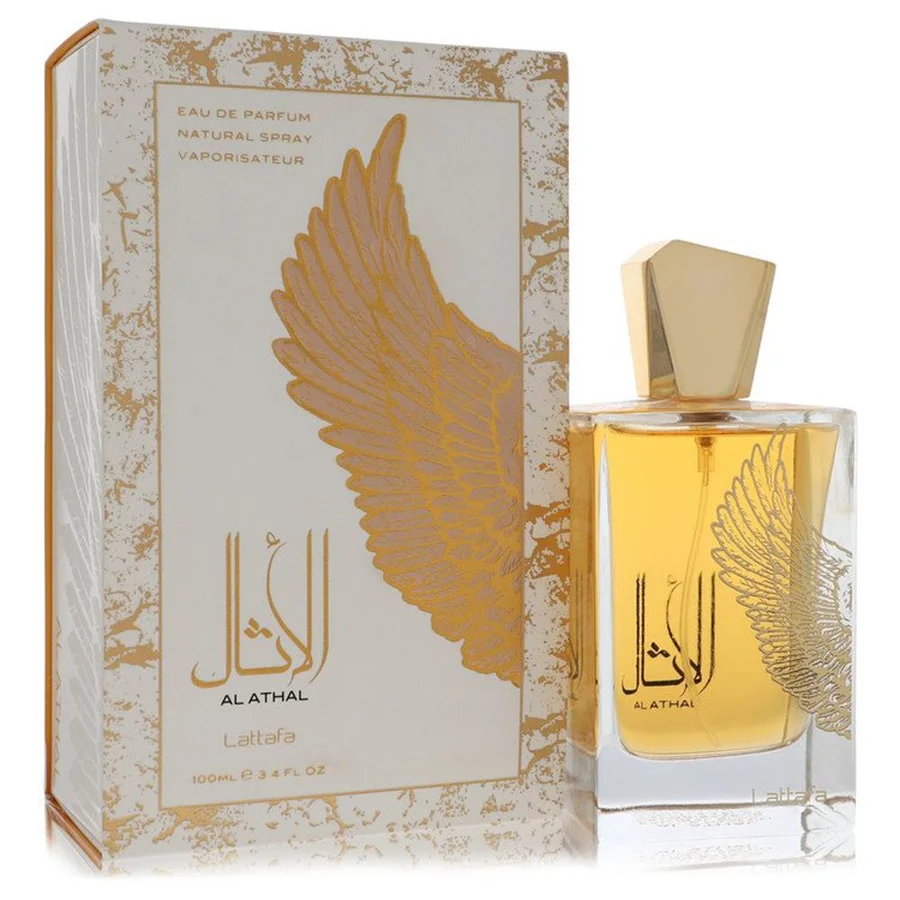 EAU DE PARFUM
NATURAL SPRAY
VAPORISATEUR
الأثال
AL ATHAL
Lattafa
100ML e 3.4 FL OZ
الأثال
AL ATHAL
Lattafa